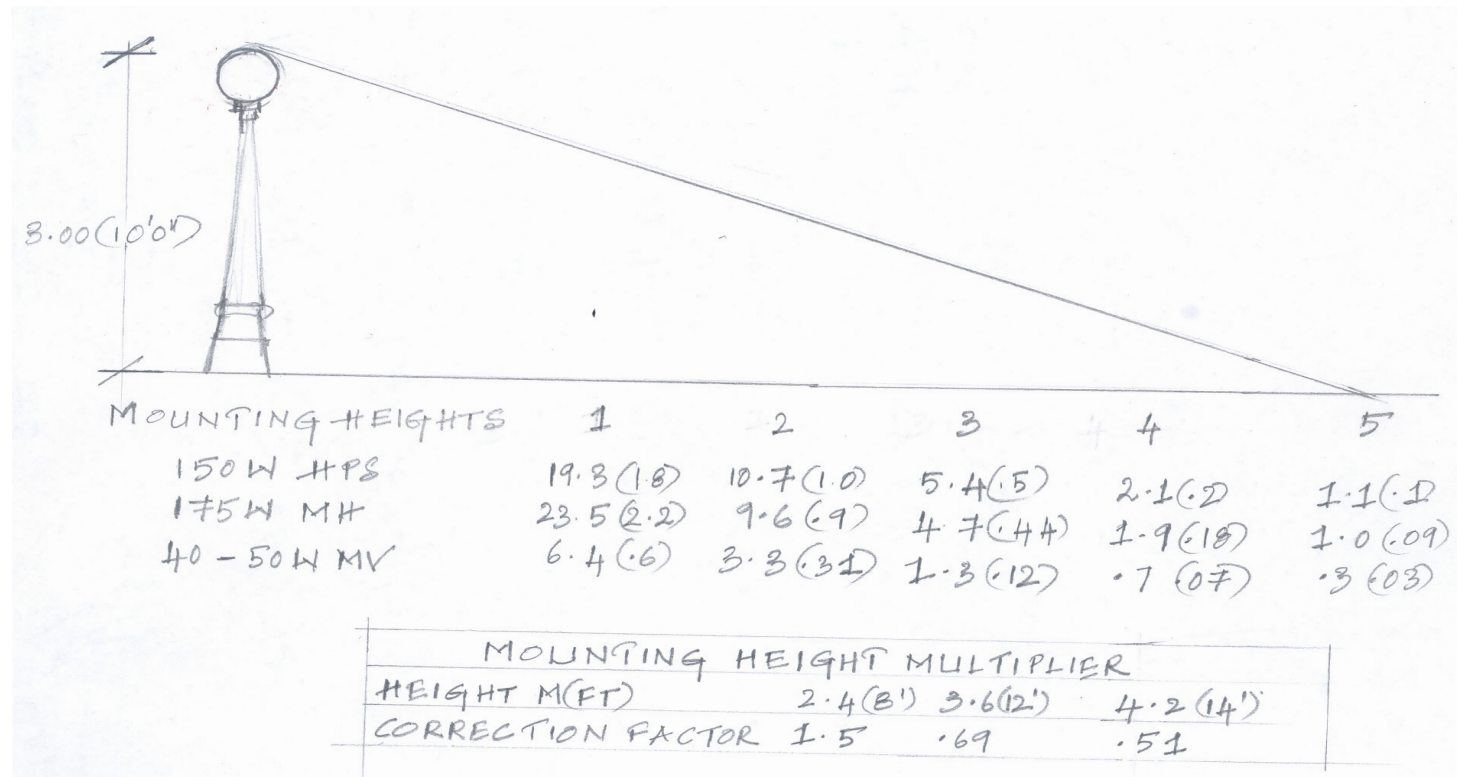 3.00(10'0")
MOUNTING HEIGHTS 1 2 3 4 5
150W HPS 19.3(1.8) 10.7(1.0) 5.4(.5) 2.1(.2) 1.1(.1)
175W MH 23.5(2.2) 9.6(.9) 4.7(.44) 1.9(.18) 1.0(.09)
40-50W MV 6.4(.6) 3.3(.31) 1.3(.12) .7(.07) .3(.03)
MOUNTING HEIGHT MULTIPLIER
HEIGHT M(FT) 2.4(8') 3.6(12') 4.2(14')
CORRECTION FACTOR 1.5 .69 .51